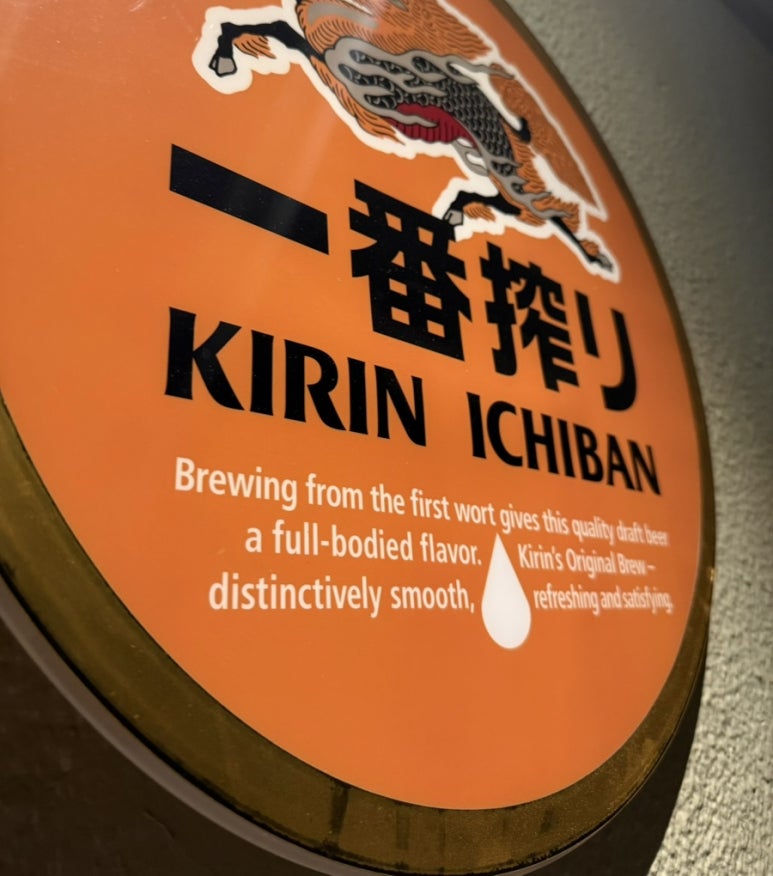 一番搾り
KIRIN ICHIBAN
Brewing from the first wort gives this quality draft beer
a full-bodied flavor. Kirin's Original Brew–
distinctively smooth, refreshing and satisfying.